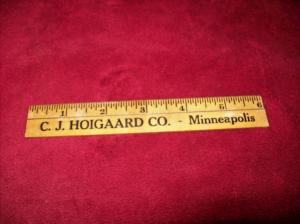 1 2 3 4 5 6
C. J. HOIGAARD CO. - Minneapolis